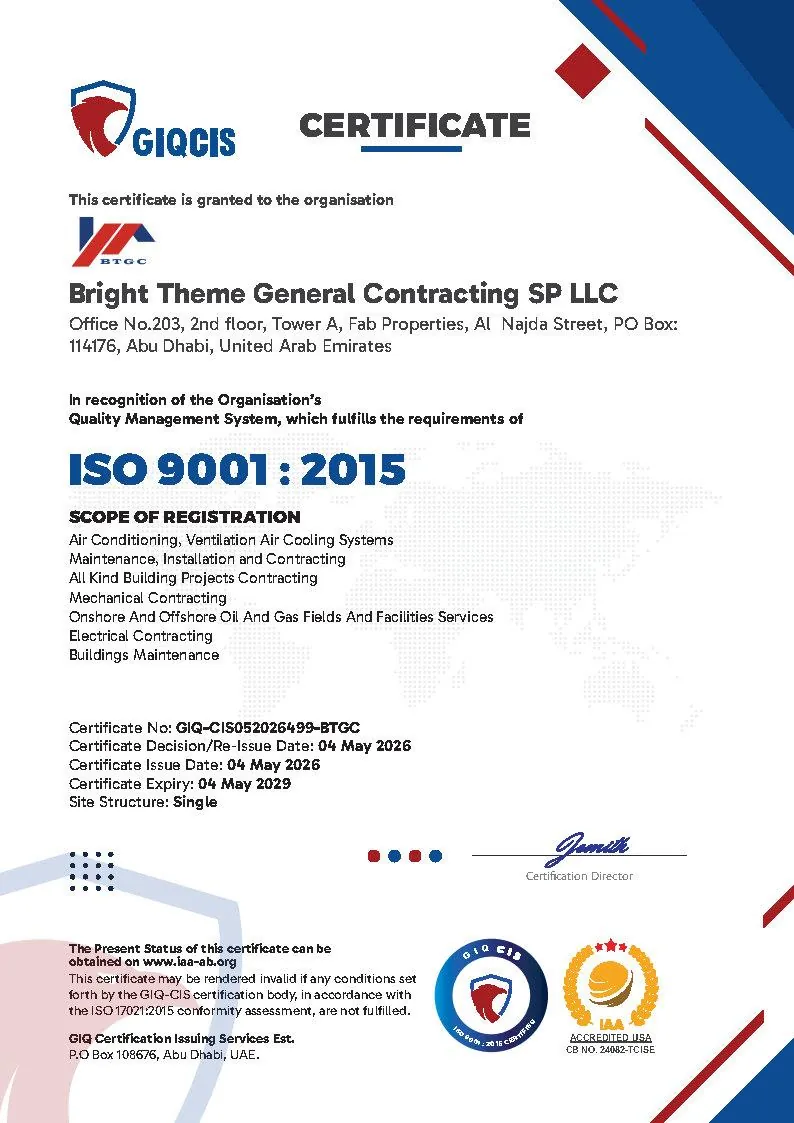 GIQCIS
CERTIFICATE
This certificate is granted to the organisation
BTGC
Bright Theme General Contracting SP LLC
Office No.203, 2nd floor, Tower A, Fab Properties, Al Najda Street, PO Box:
114176, Abu Dhabi, United Arab Emirates
In recognition of the Organisation's
Quality Management System, which fulfills the requirements of
ISO 9001 : 2015
SCOPE OF REGISTRATION
Air Conditioning, Ventilation Air Cooling Systems
Maintenance, Installation and Contracting
All Kind Building Projects Contracting
Mechanical Contracting
Onshore And Offshore Oil And Gas Fields And Facilities Services
Electrical Contracting
Buildings Maintenance
Certificate No: GIQ-CIS052026499-BTGC
Certificate Decision/Re-Issue Date: 04 May 2026
Certificate Issue Date: 04 May 2026
Certificate Expiry: 04 May 2029
Site Structure: Single
Certification Director
The Present Status of this certificate can be
obtained on www.iaa-ab.org
This certificate may be rendered invalid if any conditions set
forth by the GIQ-CIS certification body, in accordance with
the ISO 17021:2015 conformity assessment, are not fulfilled.
GIQ Certification Issuing Services Est.
P.O Box 108676, Abu Dhabi, UAE.
GIQ CIS
ISO 9001 : 2015 CERTIFIED
IAA
ACCREDITED USA
CB NO. 24082-TCISE